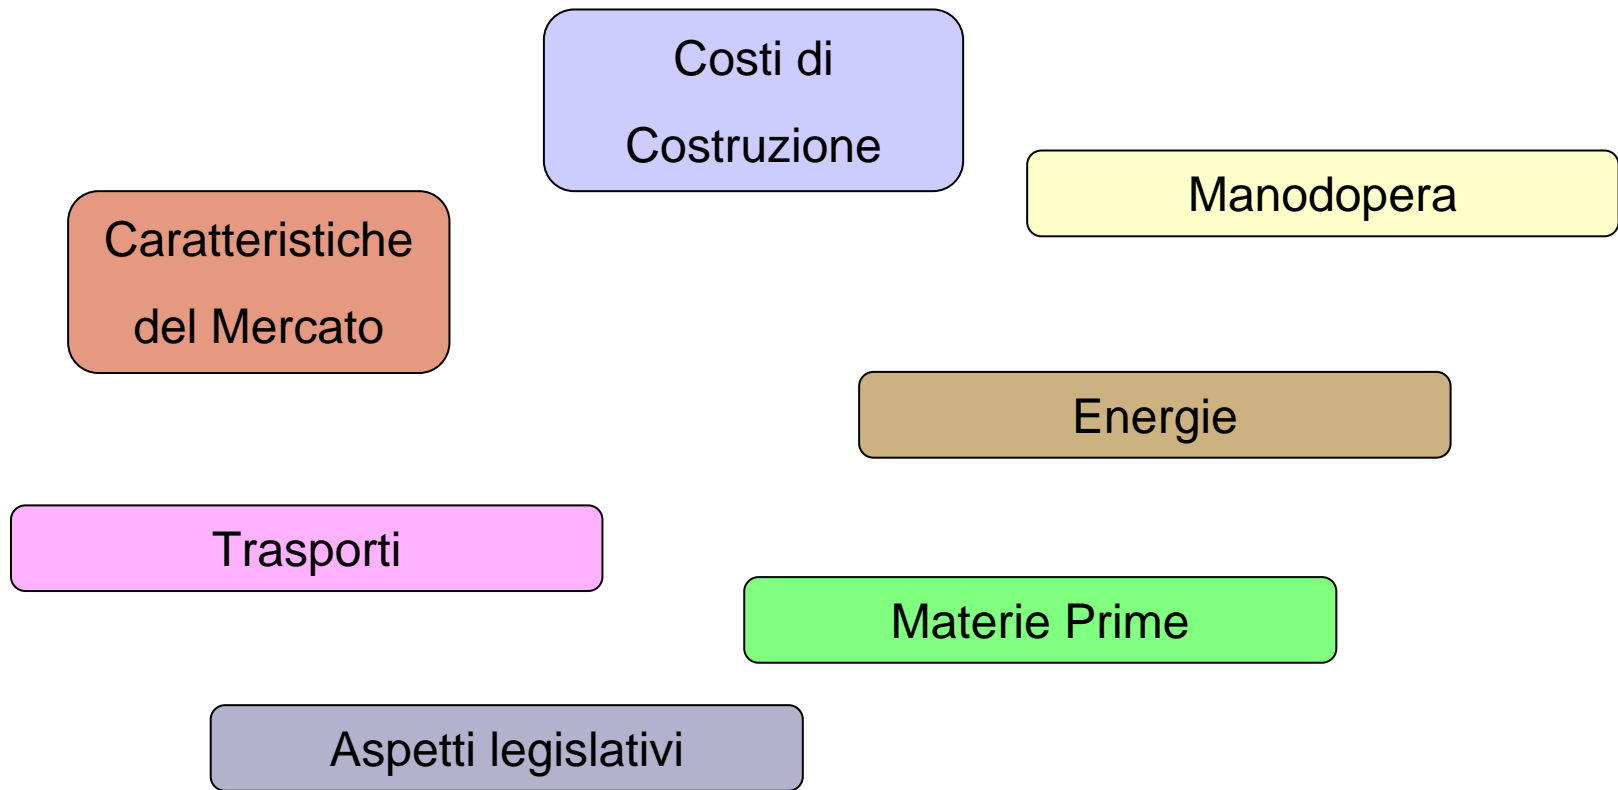 Costi di
Costruzione
Manodopera
Caratteristiche
del Mercato
Energie
Trasporti
Materie Prime
Aspetti legislativi